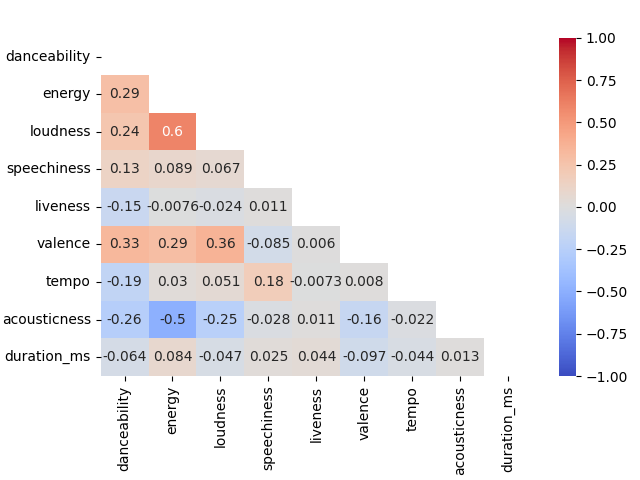 danceability
energy 0.29
loudness 0.24 0.6
speechiness 0.13 0.089 0.067
liveness -0.15 -0.0076 -0.024 0.011
valence 0.33 0.29 0.36 -0.085 0.006
tempo -0.19 0.03 0.051 0.18 -0.0073 0.008
acousticness -0.26 -0.5 -0.25 -0.028 0.011 -0.16 -0.022
duration_ms -0.064 0.084 -0.047 0.025 0.044 -0.097 -0.044 0.013
danceability
energy
loudness
speechiness
liveness
valence
tempo
acousticness
duration_ms
1.00
0.75
0.50
0.25
0.00
−0.25
−0.50
−0.75
−1.00